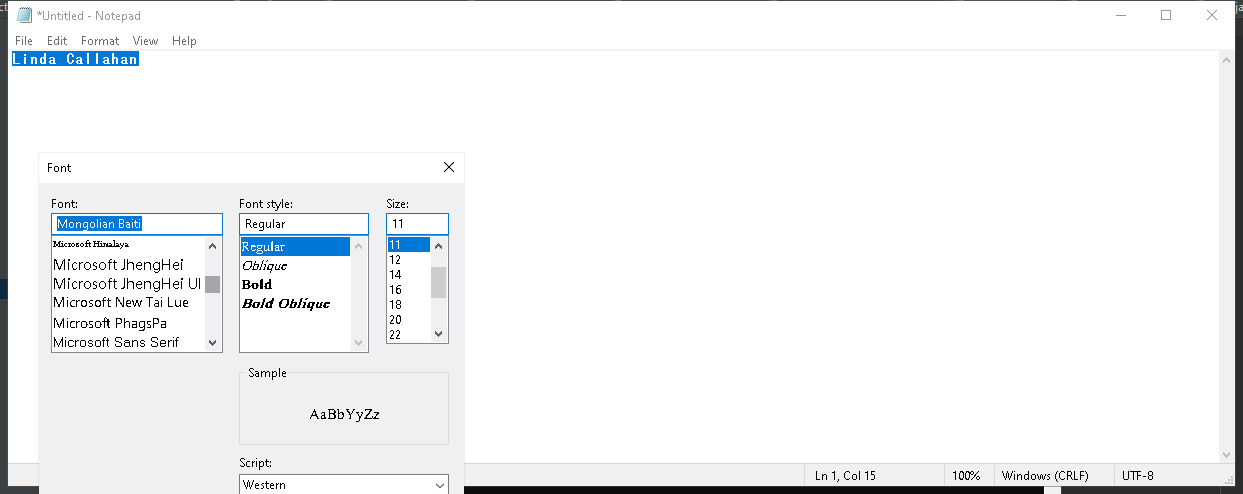 *Untitled - Notepad
File Edit Format View Help
Linda Callahan
Font
Font: Font style: Size:
Mongolian Baiti Regular 11
Microsoft Himalaya Regular 11
Microsoft JhengHei Oblique 12
Microsoft JhengHei UI Bold 14
Microsoft New Tai Lue Bold Oblique 16
Microsoft PhagsPa 18
Microsoft Sans Serif 20
22
Sample
AaBbYyZz
Script:
Western
Ln 1, Col 15 100% Windows (CRLF) UTF-8